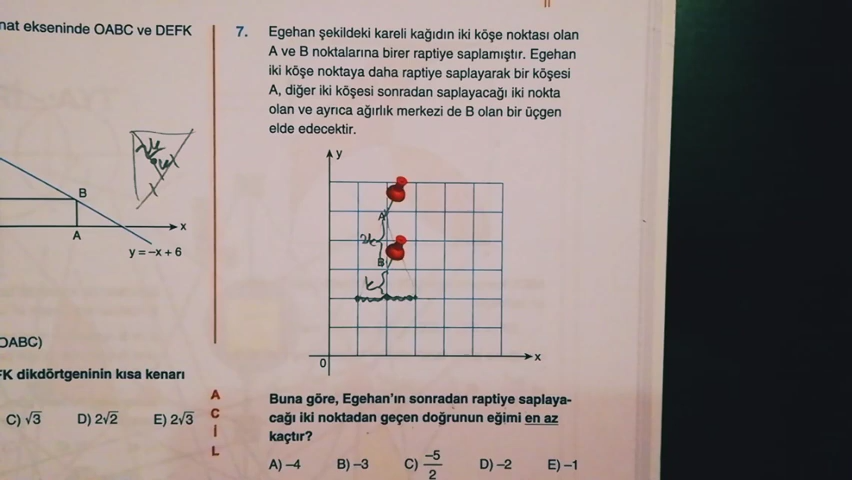 nat ekseninde OABC ve DEFK
B
A
x
y = –x + 6
OABC)
FK dikdörtgeninin kısa kenarı
C) √3 D) 2√2 E) 2√3
A
C
İ
L
7. Egehan şekildeki kareli kağıdın iki köşe noktası olan
A ve B noktalarına birer raptiye saplamıştır. Egehan
iki köşe noktaya daha raptiye saplayarak bir köşesi
A, diğer iki köşesi sonradan saplayacağı iki nokta
olan ve ayrıca ağırlık merkezi de B olan bir üçgen
elde edecektir.
y
A
2k
B
k
0
x
Buna göre, Egehan'ın sonradan raptiye saplaya-
cağı iki noktadan geçen doğrunun eğimi en az
kaçtır?
A) –4 B) –3 C) –5/2 D) –2 E) –1